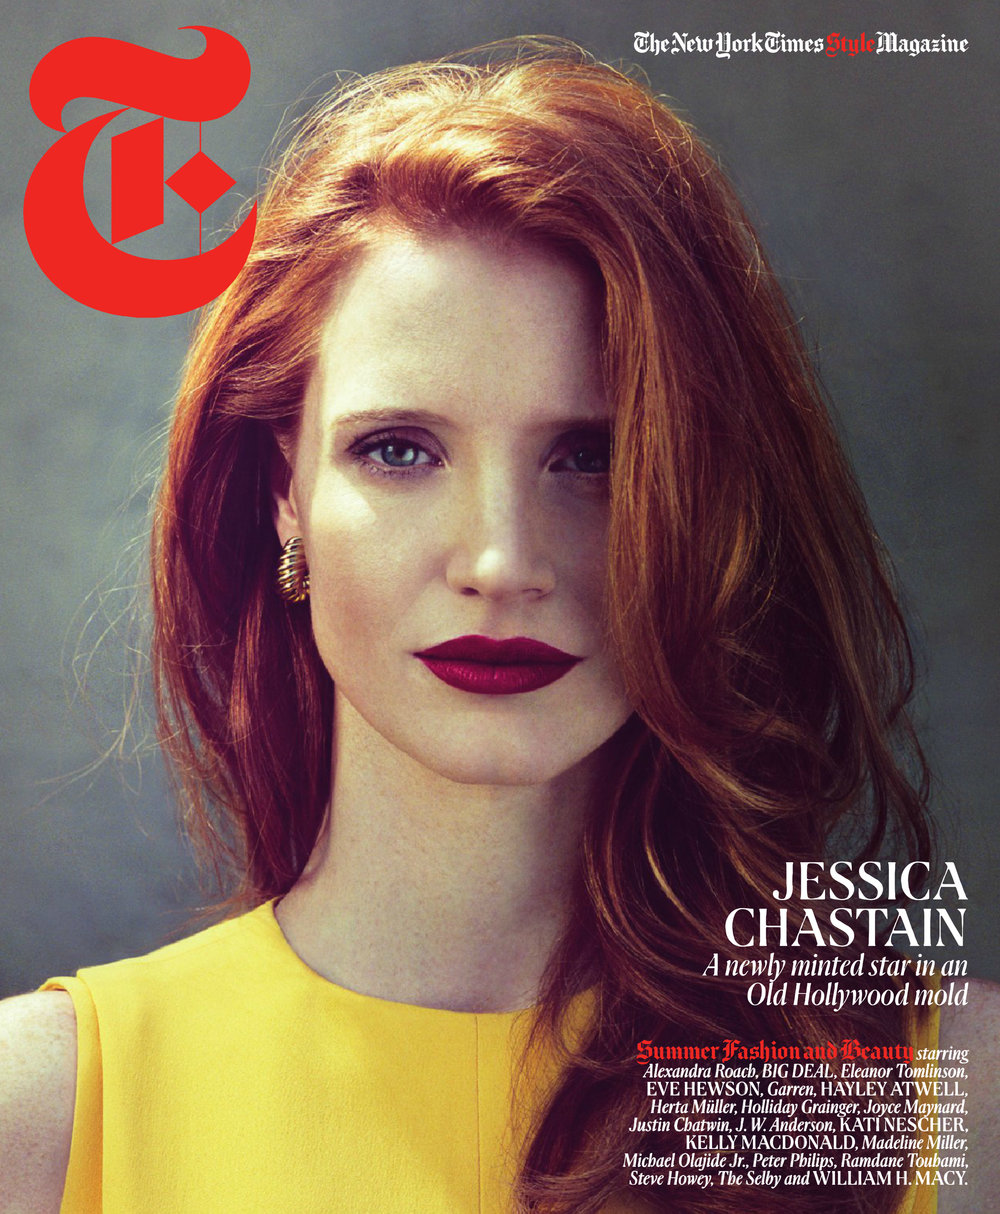 T
The New York Times Style Magazine
JESSICA
CHASTAIN
A newly minted star in an
Old Hollywood mold
Summer Fashion and Beauty starring
Alexandra Roach, BIG DEAL, Eleanor Tomlinson,
EVE HEWSON, Garren, HAYLEY ATWELL,
Herta Müller, Holliday Grainger, Joyce Maynard,
Justin Chatwin, J. W. Anderson, KATI NESCHER,
KELLY MACDONALD, Madeline Miller,
Michael Olajide Jr., Peter Philips, Ramdane Touhami,
Steve Howey, The Selby and WILLIAM H. MACY.